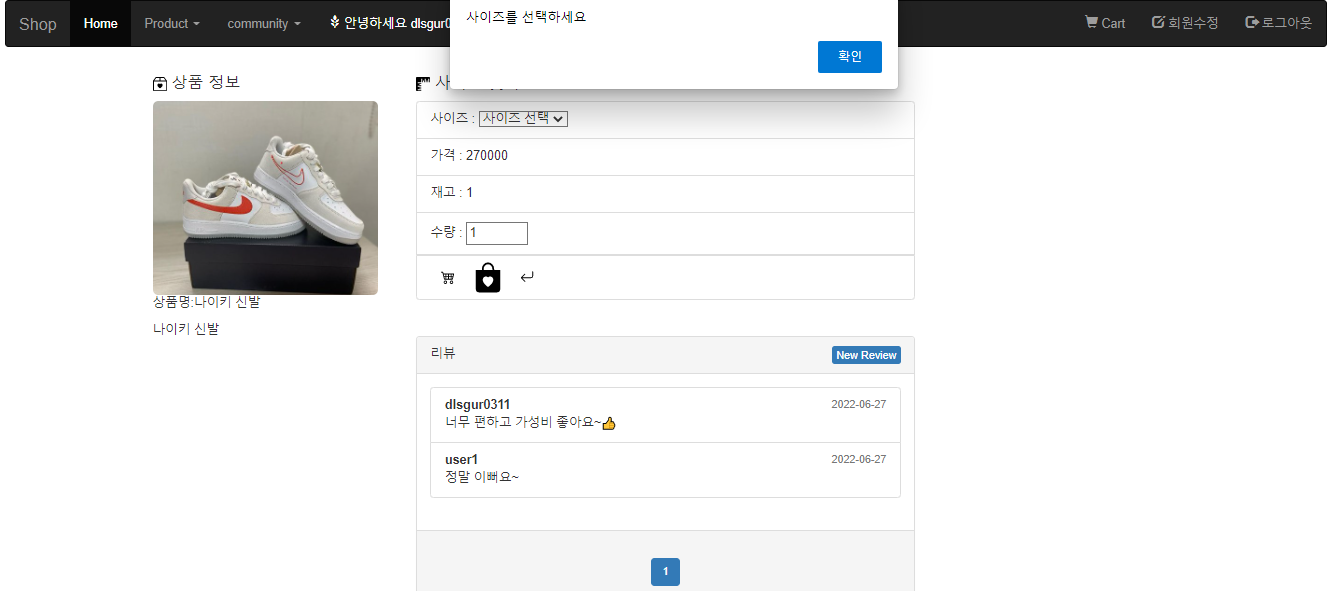 Shop Home Product community 안녕하세요 Cart 회원수정 로그아웃
사이즈를 선택하세요
확인
상품 정보
사이즈 : 사이즈 선택
가격 : 270000
재고 : 1
수량 : 1
상품명:나이키 신발
나이키 신발
리뷰 New Review
dlsgur0311 2022-06-27
너무 편하고 가성비 좋아요~👍
user1 2022-06-27
정말 이뻐요~
1